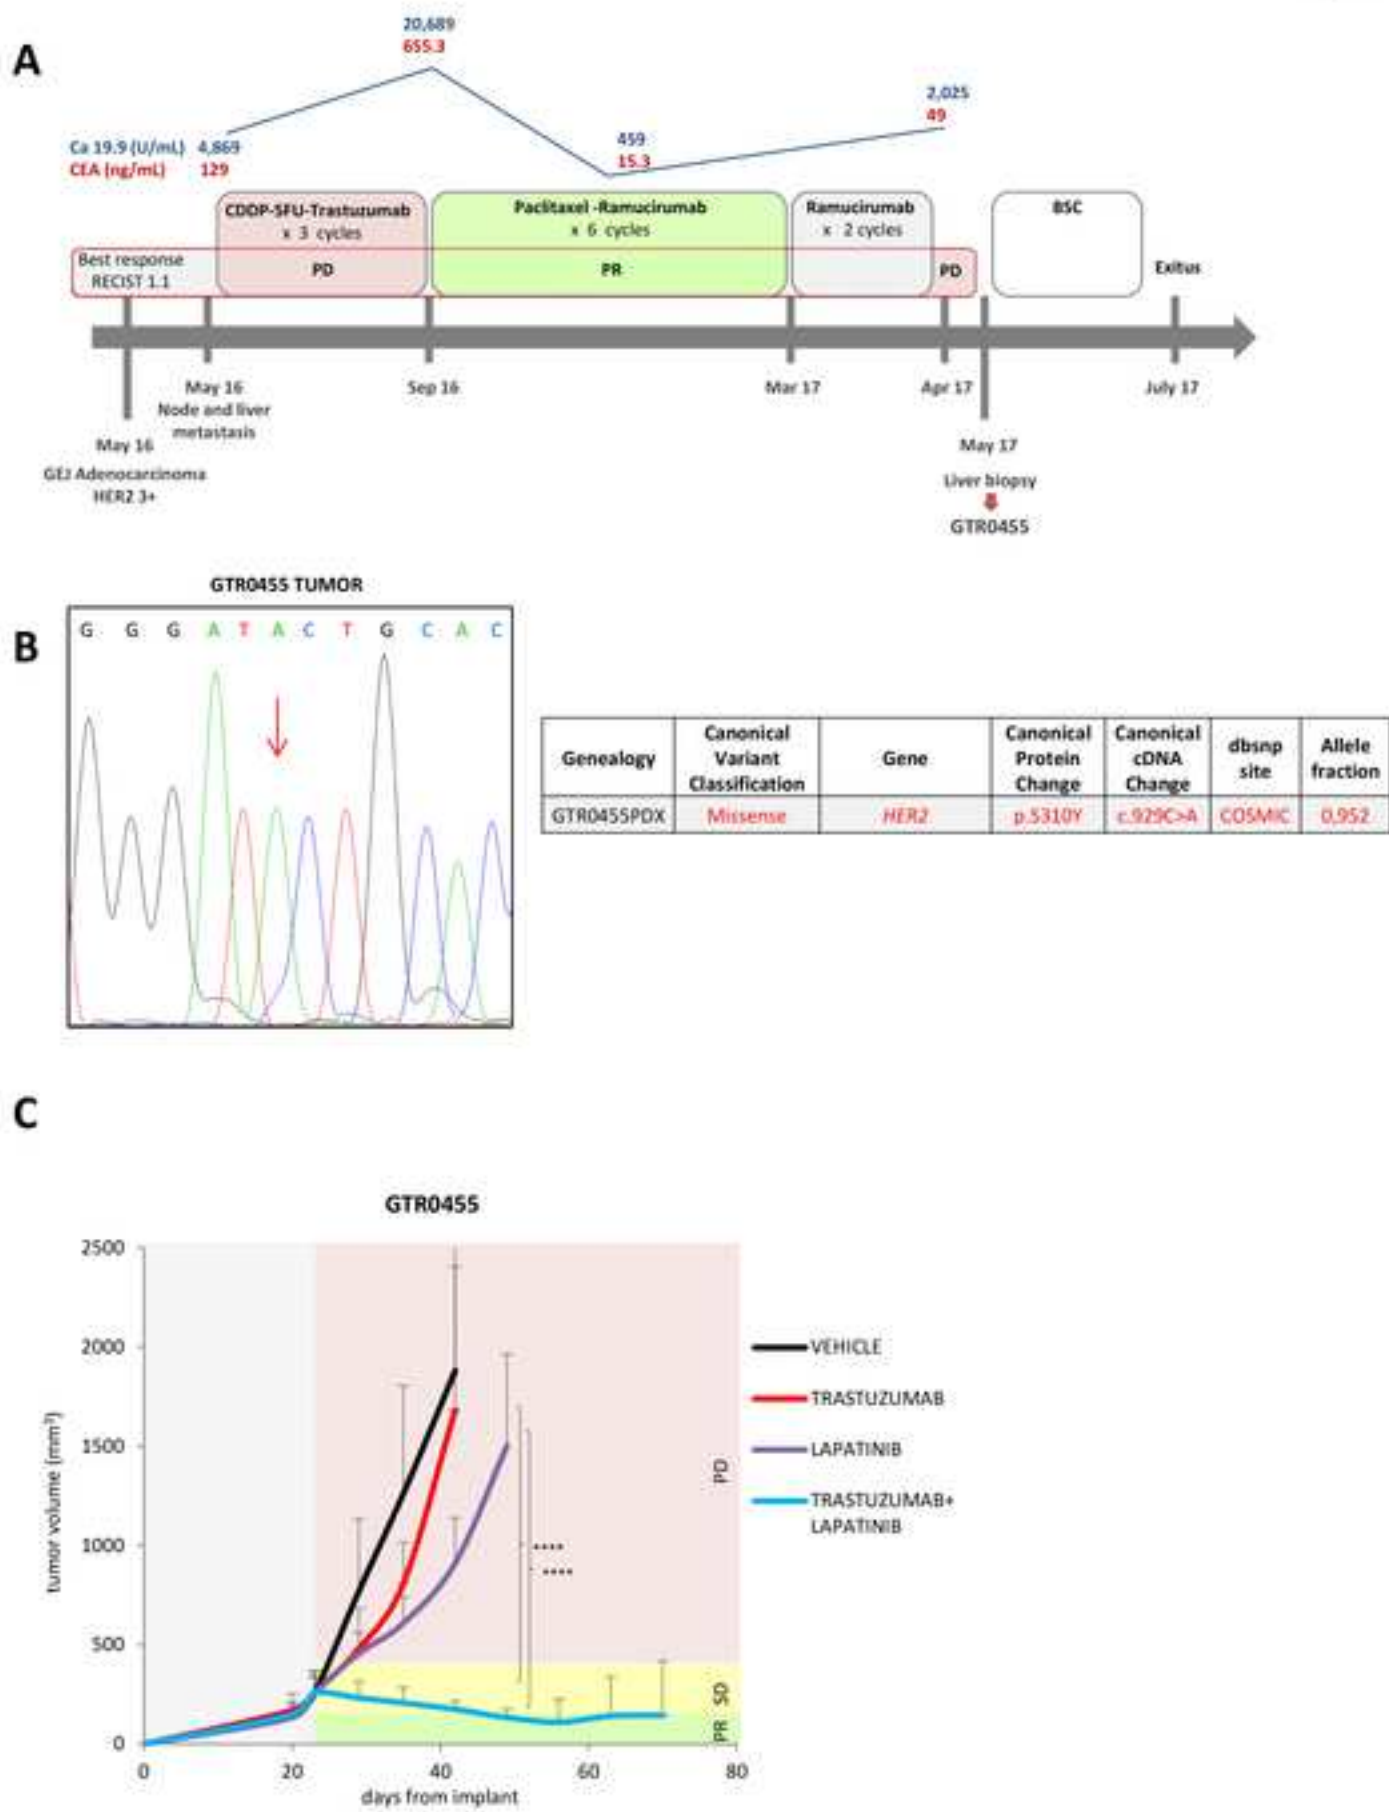 A
20,689
655.3
2,025
49
459
15.3
Ca 19.9 (U/mL) 4,869
CEA (ng/mL) 129
CDDP-5FU-Trastuzumab
x 3 cycles
Paclitaxel -Ramucirumab
x 6 cycles
Ramucirumab
x 2 cycles
BSC
Best response
RECIST 1.1
PD
PR
PD
Exitus
May 16
Node and liver
metastasis
Sep 16
Mar 17
Apr 17
July 17
May 16
GEJ Adenocarcinoma
HER2 3+
May 17
Liver biopsy
GTR0455
B
GTR0455 TUMOR
G G G A T A C T G C A C
Genealogy
Canonical
Variant
Classification
Gene
Canonical
Protein
Change
Canonical
cDNA
Change
dbsnp
site
Allele
fraction
GTR0455PDX
Missense
HER2
p.S310Y
c.929C>A
COSMIC
0,952
C
GTR0455
2500
2000
1500
1000
500
0
tumor volume (mm³)
0 20 40 60 80
days from implant
PD
SD
PR
****
****
VEHICLE
TRASTUZUMAB
LAPATINIB
TRASTUZUMAB+
LAPATINIB